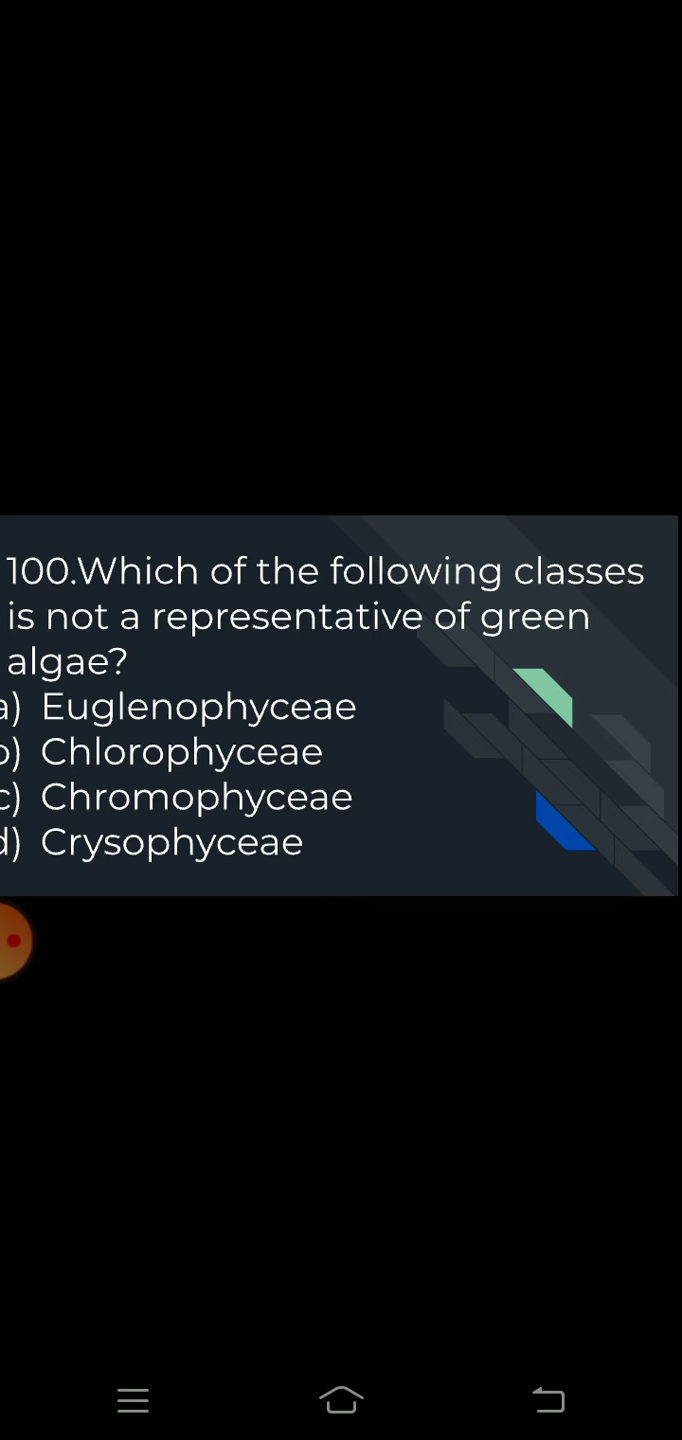 100.Which of the following classes
is not a representative of green
algae?
a) Euglenophyceae
b) Chlorophyceae
c) Chromophyceae
d) Crysophyceae